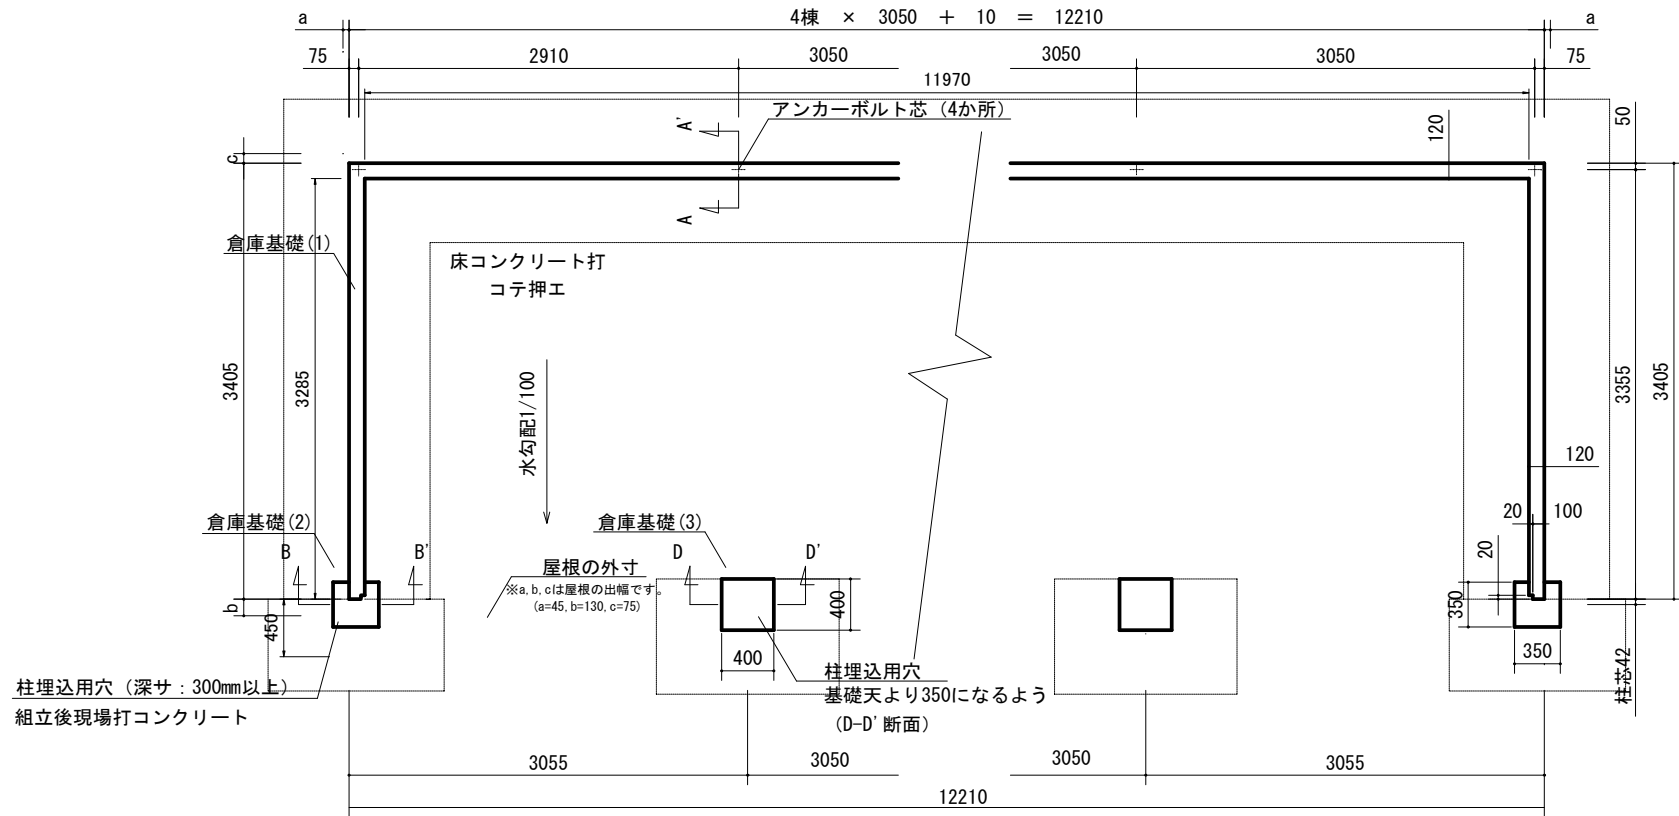 a
4棟 × 3050 + 10 = 12210
a
75
2910
3050
3050
3050
75
11970
アンカーボルト芯（4か所）
A'
120
50
c
A
倉庫基礎(1)
床コンクリート打
コテ押エ
3405
3285
水勾配1/100
3355
3405
120
倉庫基礎(2)
倉庫基礎(3)
20
100
20
B
B'
D
D'
屋根の外寸
※a,b,cは屋根の出幅です。
(a=45,b=130,c=75)
b
450
400
350
400
350
柱芯42
柱埋込用穴（深サ：300mm以上）
組立後現場打コンクリート
柱埋込用穴
基礎天より350になるよう
(D-D'断面)
3055
3050
3050
3055
12210